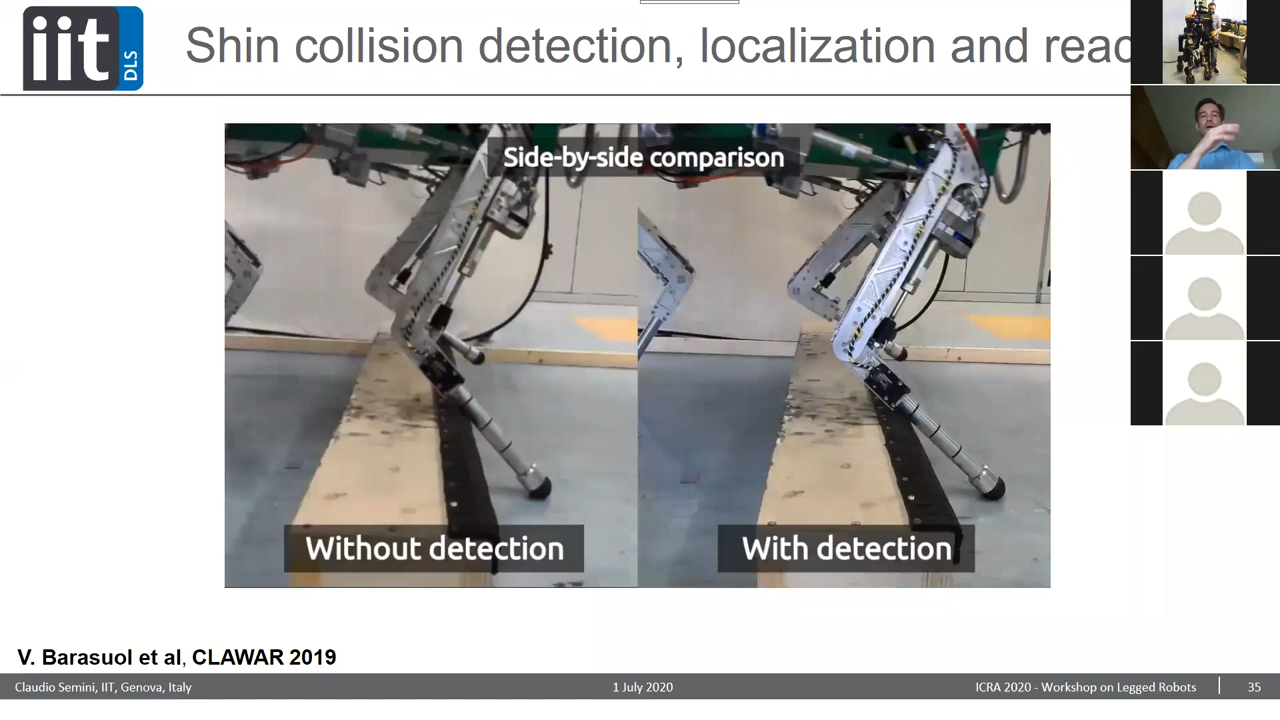 iit
DLS
Shin collision detection, localization and reac
Side-by-side comparison
Without detection
With detection
V. Barasuol et al, CLAWAR 2019
Claudio Semini, IIT, Genova, Italy
1 July 2020
ICRA 2020 - Workshop on Legged Robots
35